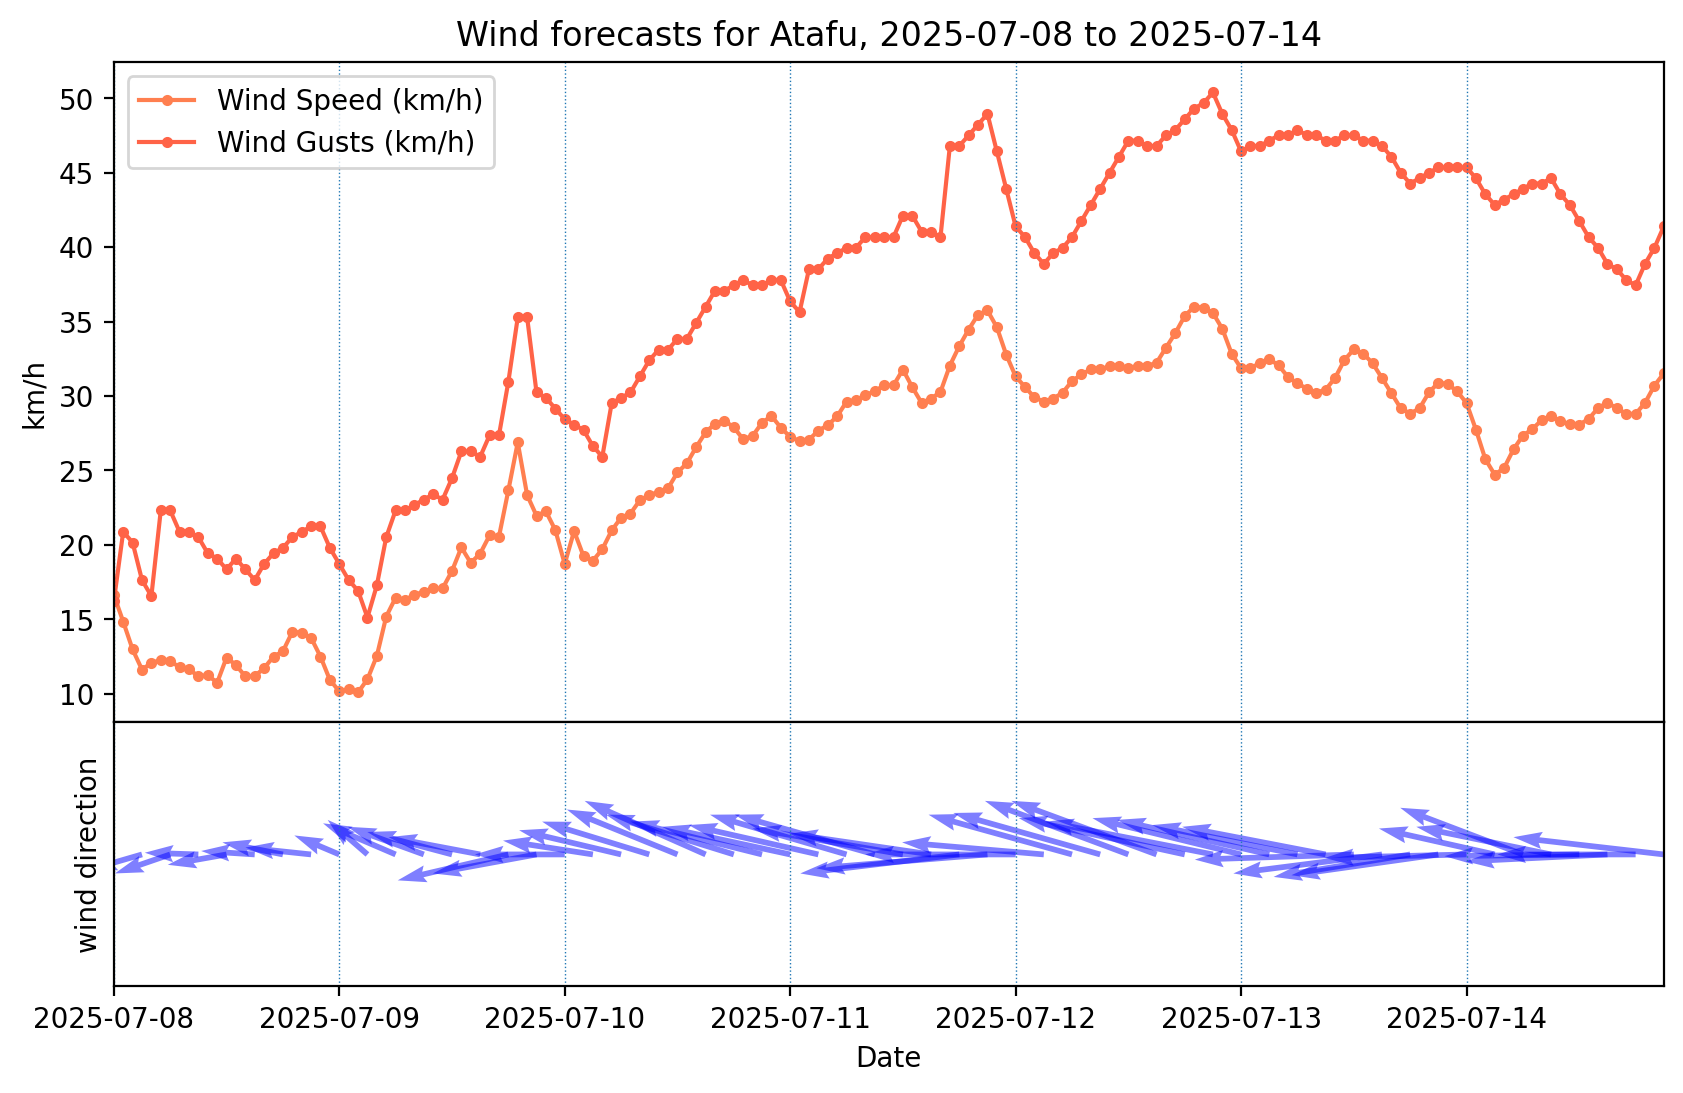 Wind forecasts for Atafu, 2025-07-08 to 2025-07-14
Wind Speed (km/h)
Wind Gusts (km/h)
50
45
40
35
30
25
20
15
10
km/h
wind direction
2025-07-08 2025-07-09 2025-07-10 2025-07-11 2025-07-12 2025-07-13 2025-07-14
Date